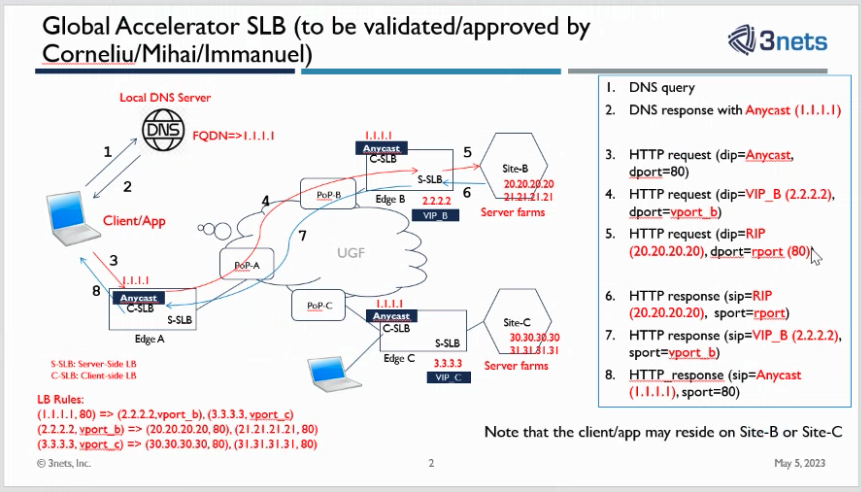 Global Accelerator SLB (to be validated/approved by
Corneliu/Mihai/Immanuel)
3nets
Local DNS Server
DNS
FQDN=>1.1.1.1
1
2
Client/App
3
8
1.1.1.1
Anycast
C-SLB
S-SLB
Edge A
4
7
PoP-A
PoP-B
PoP-C
UGF
1.1.1.1
Anycast
C-SLB
S-SLB
Edge B
2.2.2.2
VIP_B
5
6
Site-B
20.20.20.20
21.21.21.21
Server farms
1.1.1.1
Anycast
C-SLB
S-SLB
Edge C
3.3.3.3
VIP_C
Site-C
30.30.30.30
31.31.31.31
Server farms
S-SLB: Server-Side LB
C-SLB: Client-side LB
LB Rules:
(1.1.1.1, 80) => (2.2.2.2,vport_b), (3.3.3.3, vport_c)
(2.2.2.2, vport_b) => (20.20.20.20, 80), (21.21.21.21, 80)
(3.3.3.3, vport_c) => (30.30.30.30, 80), (31.31.31.31, 80)
1. DNS query
2. DNS response with Anycast (1.1.1.1)
3. HTTP request (dip=Anycast,
dport=80)
4. HTTP request (dip=VIP_B (2.2.2.2),
dport=vport_b)
5. HTTP request (dip=RIP
(20.20.20.20), dport=rport (80)
6. HTTP response (sip=RIP
(20.20.20.20), sport=rport)
7. HTTP response (sip=VIP_B (2.2.2.2),
sport=vport_b)
8. HTTP_response (sip=Anycast
(1.1.1.1), sport=80)
Note that the client/app may reside on Site-B or Site-C
© 3nets, Inc.
2
May 5, 2023